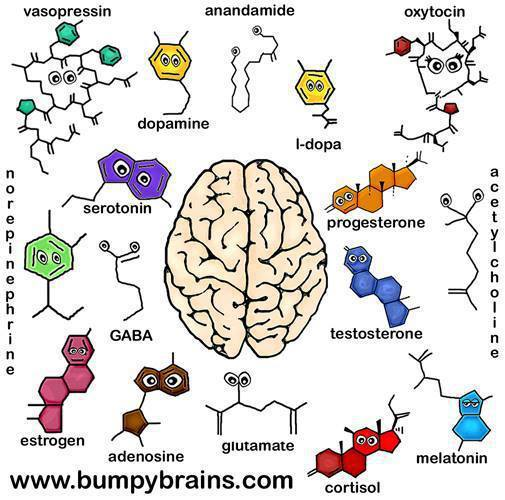 vasopressin
anandamide
oxytocin
dopamine
l-dopa
norepinephrine
serotonin
progesterone
acetylcholine
GABA
testosterone
estrogen
adenosine
glutamate
cortisol
melatonin
www.bumpybrains.com